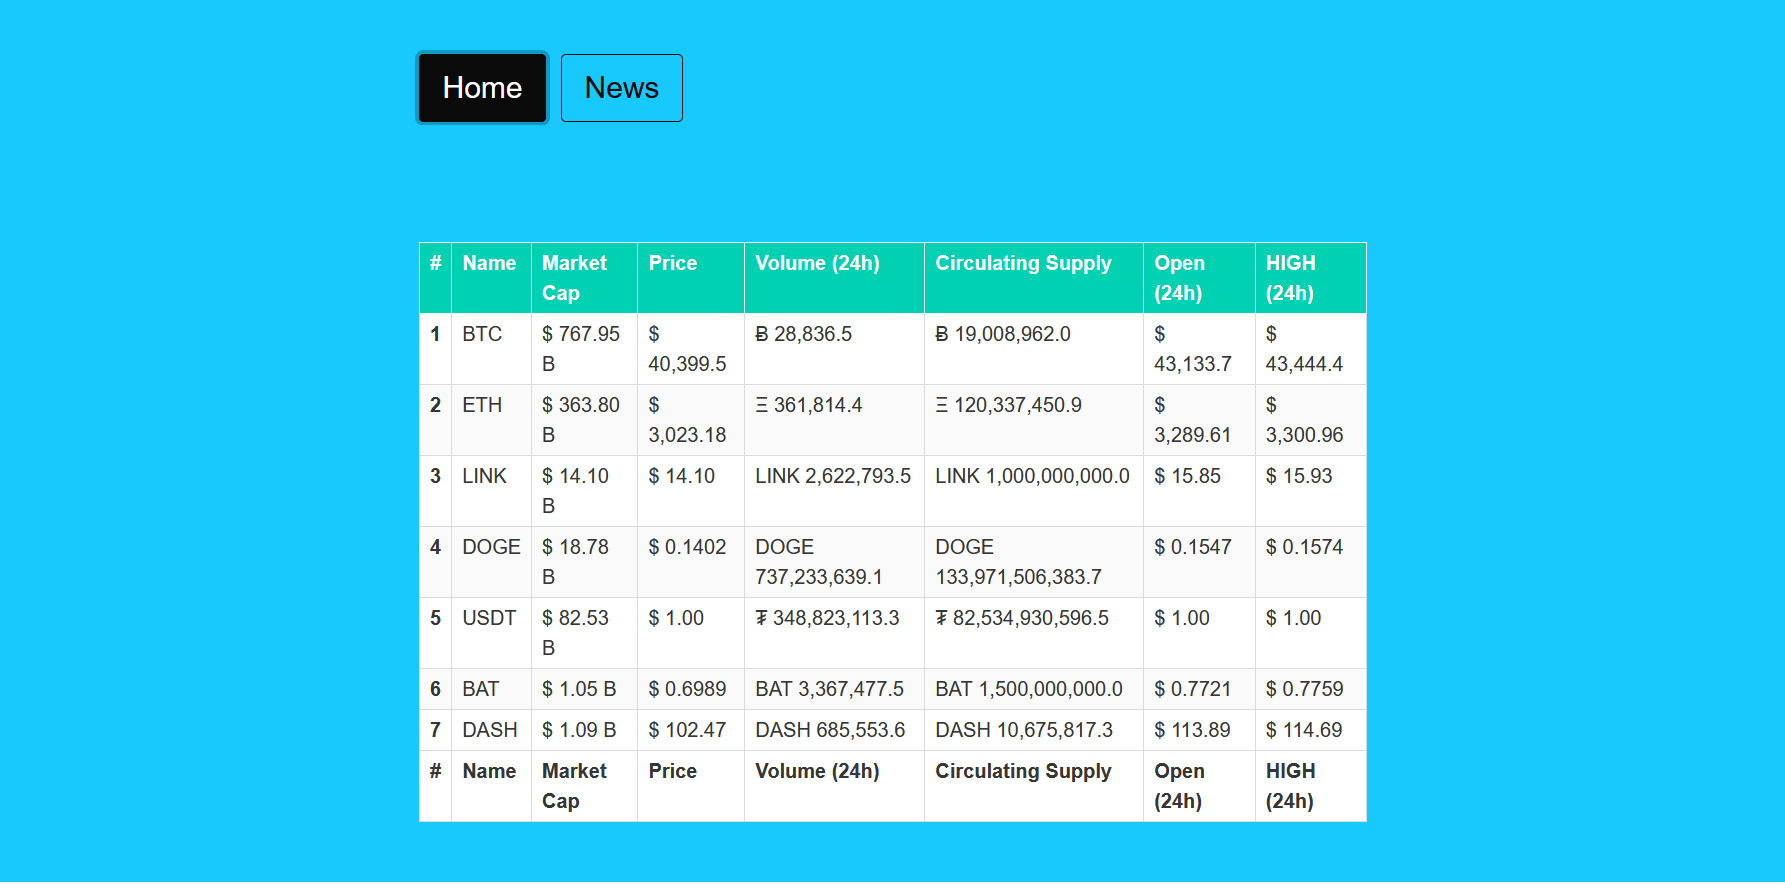 Home News
# Name Market Cap Price Volume (24h) Circulating Supply Open (24h) HIGH (24h)
1 BTC $ 767.95 B $ 40,399.5 Ƀ 28,836.5 Ƀ 19,008,962.0 $ 43,133.7 $ 43,444.4
2 ETH $ 363.80 B $ 3,023.18 Ξ 361,814.4 Ξ 120,337,450.9 $ 3,289.61 $ 3,300.96
3 LINK $ 14.10 B $ 14.10 LINK 2,622,793.5 LINK 1,000,000,000.0 $ 15.85 $ 15.93
4 DOGE $ 18.78 B $ 0.1402 DOGE 737,233,639.1 DOGE 133,971,506,383.7 $ 0.1547 $ 0.1574
5 USDT $ 82.53 B $ 1.00 ₮ 348,823,113.3 ₮ 82,534,930,596.5 $ 1.00 $ 1.00
6 BAT $ 1.05 B $ 0.6989 BAT 3,367,477.5 BAT 1,500,000,000.0 $ 0.7721 $ 0.7759
7 DASH $ 1.09 B $ 102.47 DASH 685,553.6 DASH 10,675,817.3 $ 113.89 $ 114.69
# Name Market Cap Price Volume (24h) Circulating Supply Open (24h) HIGH (24h)